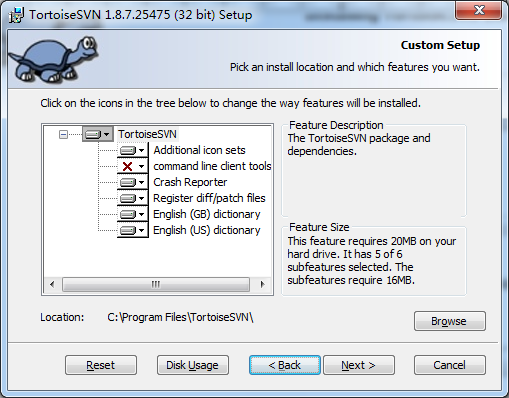 TortoiseSVN 1.8.7.25475 (32 bit) Setup
Custom Setup
Pick an install location and which features you want.
Click on the icons in the tree below to change the way features will be installed.
TortoiseSVN
Additional icon sets
command line client tools
Crash Reporter
Register diff/patch files
English (GB) dictionary
English (US) dictionary
Feature Description
The TortoiseSVN package and
dependencies.
Feature Size
This feature requires 20MB on your
hard drive. It has 5 of 6
subfeatures selected. The
subfeatures require 16MB.
Location: C:\Program Files\TortoiseSVN\
Browse
Reset Disk Usage < Back Next > Cancel